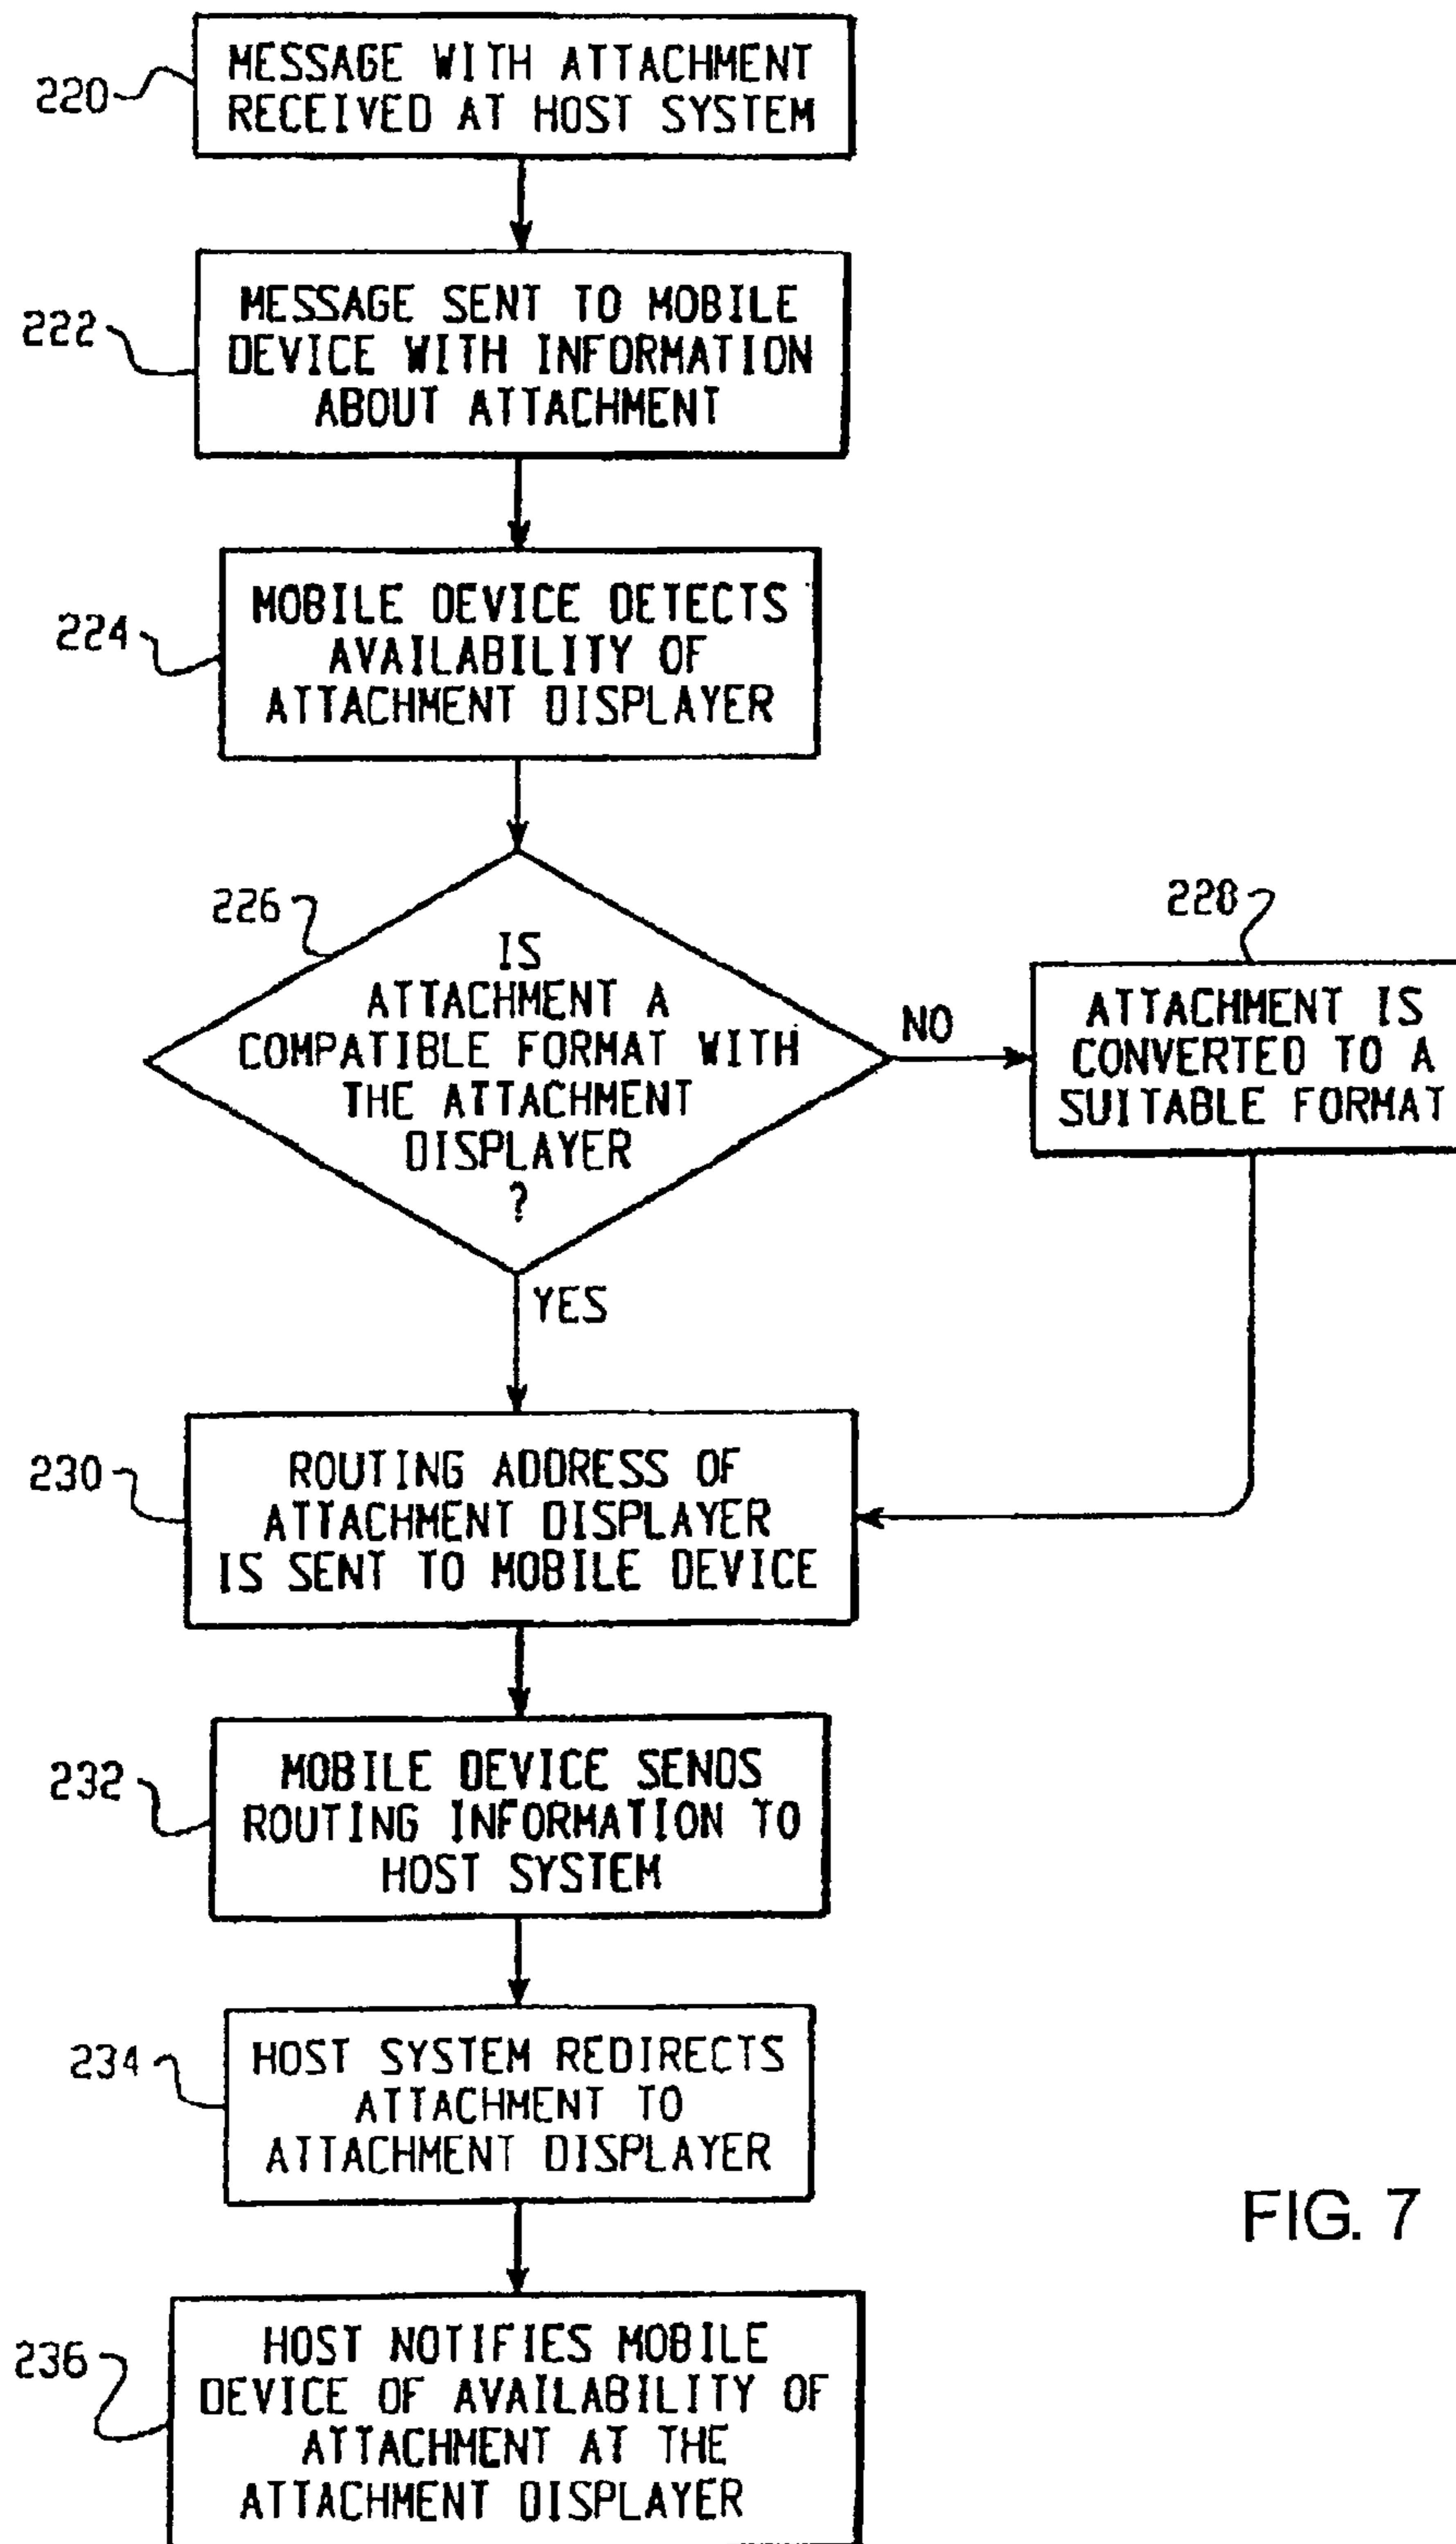 220
MESSAGE WITH ATTACHMENT
RECEIVED AT HOST SYSTEM
222
MESSAGE SENT TO MOBILE
DEVICE WITH INFORMATION
ABOUT ATTACHMENT
224
MOBILE DEVICE DETECTS
AVAILABILITY OF
ATTACHMENT DISPLAYER
226
IS
ATTACHMENT A
COMPATIBLE FORMAT WITH
THE ATTACHMENT
DISPLAYER
?
NO
228
ATTACHMENT IS
CONVERTED TO A
SUITABLE FORMAT
YES
230
ROUTING ADDRESS OF
ATTACHMENT DISPLAYER
IS SENT TO MOBILE DEVICE
232
MOBILE DEVICE SENDS
ROUTING INFORMATION TO
HOST SYSTEM
234
HOST SYSTEM REDIRECTS
ATTACHMENT TO
ATTACHMENT DISPLAYER
236
HOST NOTIFIES MOBILE
DEVICE OF AVAILABILITY OF
ATTACHMENT AT THE
ATTACHMENT DISPLAYER
FIG. 7